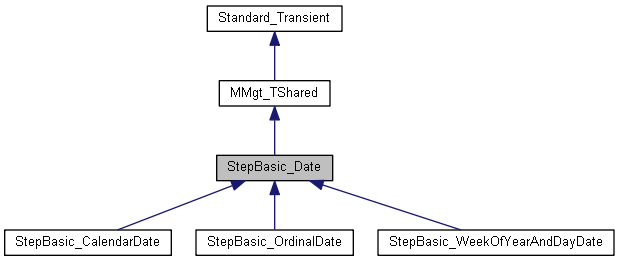 Standard_Transient
MMgt_TShared
StepBasic_Date
StepBasic_CalendarDate
StepBasic_OrdinalDate
StepBasic_WeekOfYearAndDayDate